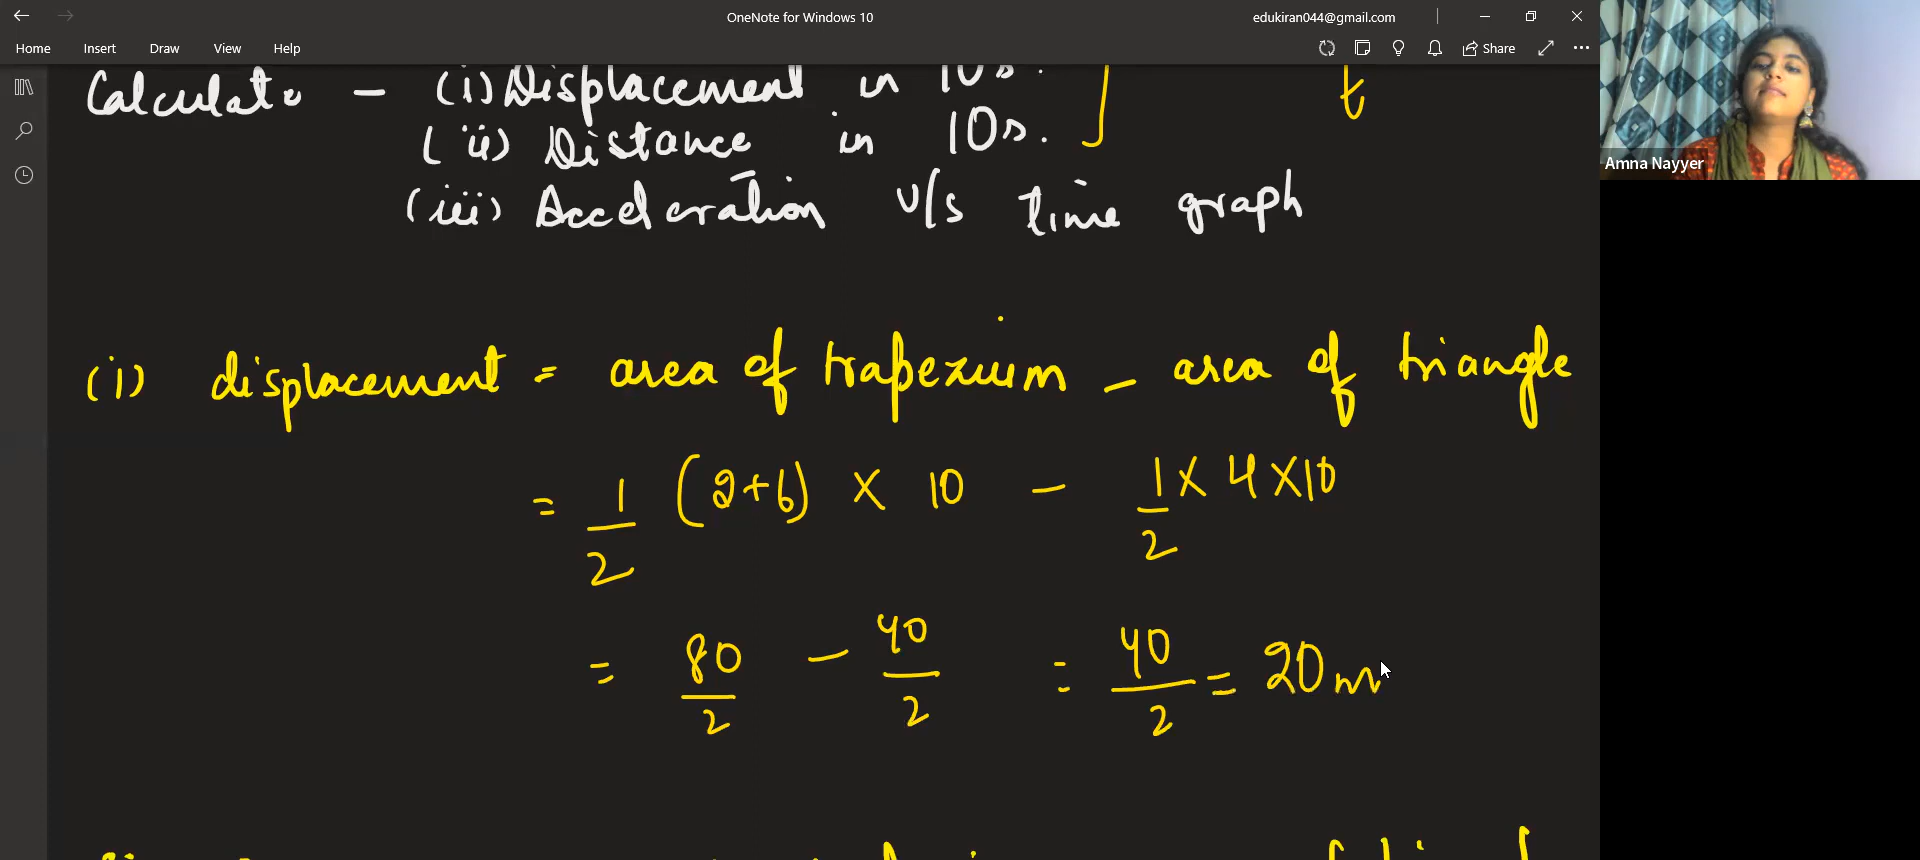 OneNote for Windows 10
edukiran044@gmail.com
Home Insert Draw View Help
Share
Amna Nayyer
Calculate - (i) Displacement in 10s.
t
(ii) Distance in 10s.
(iii) Acceleration v/s time graph
(i) displacement = area of trapezium - area of triangle
= 1/2 (2+6) × 10 - 1/2 × 4 × 10
= 80/2 - 40/2 = 40/2 = 20m